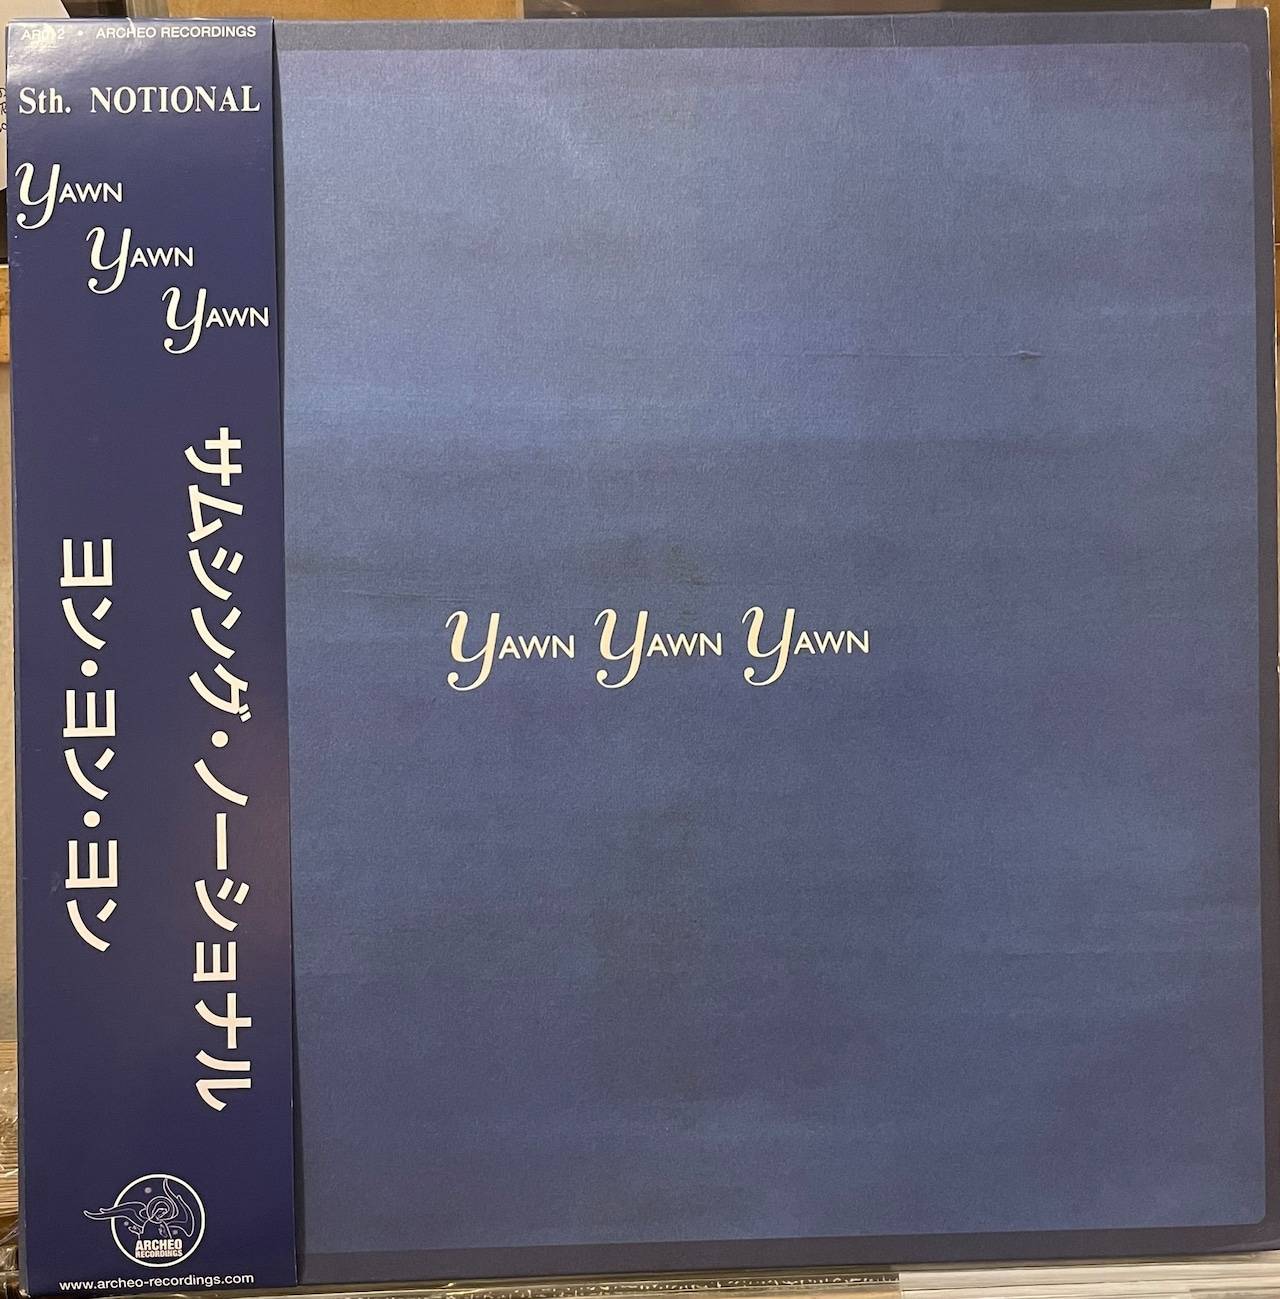 • ARCHEO RECORDINGS
Sth. NOTIONAL
YAWN
YAWN
YAWN
サムシング・ノーショナル
ヨン・ヨン・ヨン
ARCHEO
RECORDINGS
www.archeo-recordings.com
YAWN YAWN YAWN